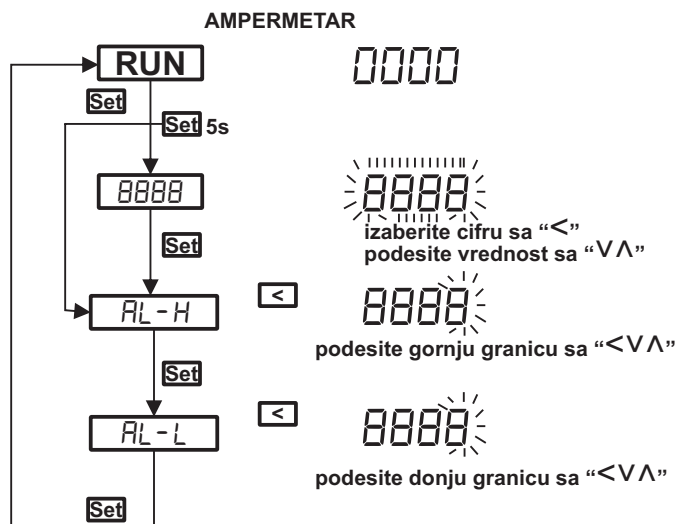 AMPERMETAR
RUN
0000
Set
Set 5s
8888
8888
izaberite cifru sa “<”
podesite vrednost sa “∨∧”
Set
AL-H
<
8888
podesite gornju granicu sa “<∨∧”
Set
AL-L
<
8888
podesite donju granicu sa “<∨∧”
Set